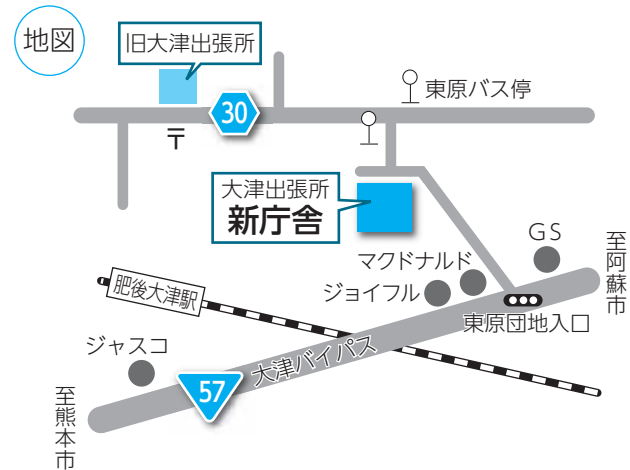 地図
旧大津出張所
30
〒
東原バス停
大津出張所
新庁舎
GS
至阿蘇市
マクドナルド
ジョイフル
肥後大津駅
東原団地入口
ジャスコ
大津バイパス
57
至熊本市